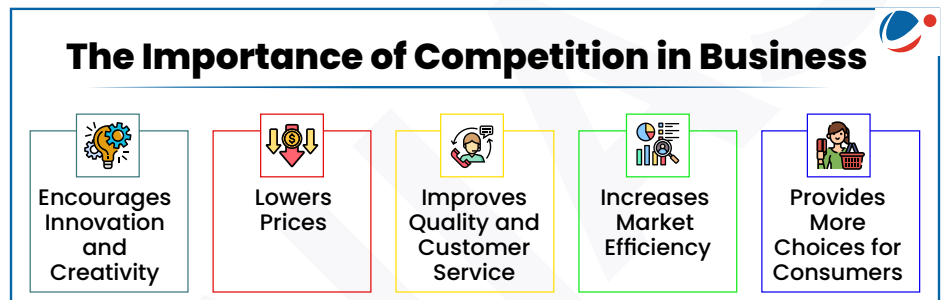 The Importance of Competition in Business
Encourages
Innovation
and
Creativity
Lowers
Prices
Improves
Quality and
Customer
Service
Increases
Market
Efficiency
Provides
More
Choices for
Consumers